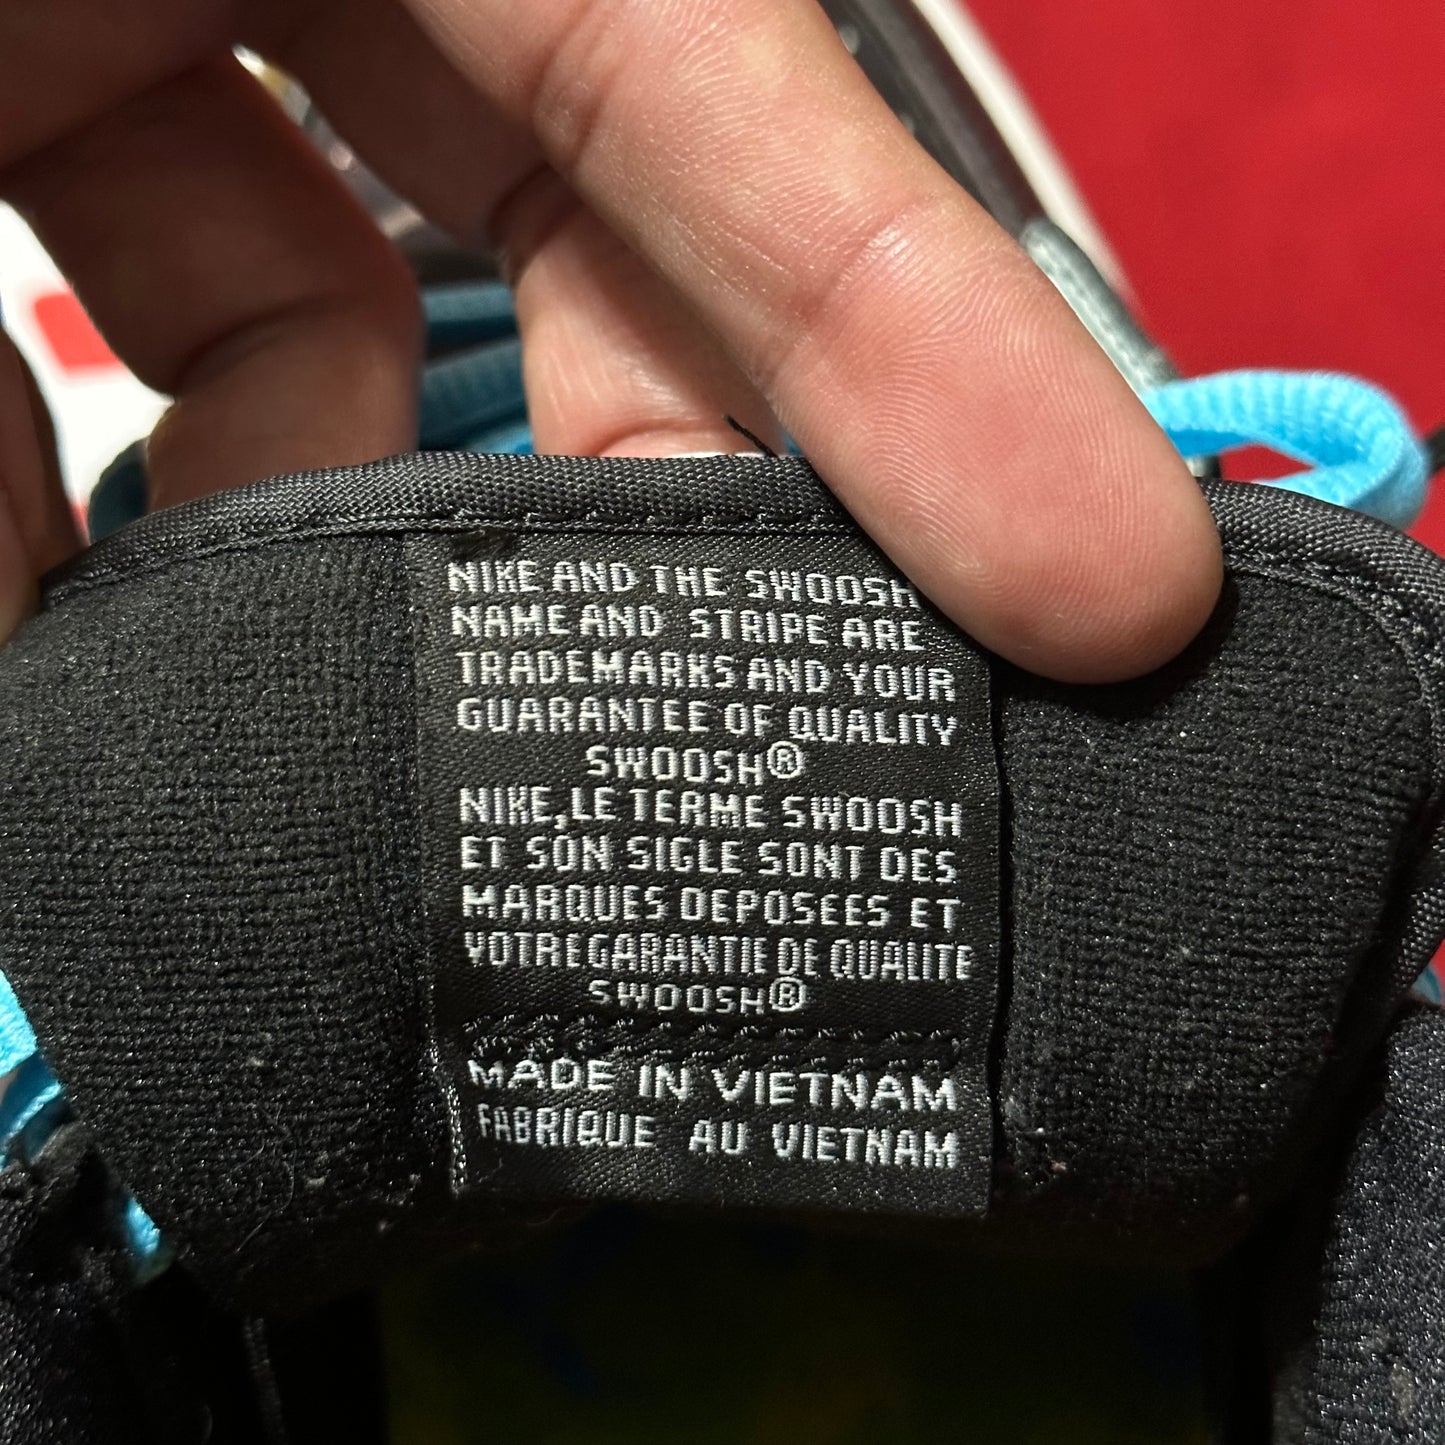 NIKE AND THE SWOOSH
NAME AND STRIPE ARE
TRADEMARKS AND YOUR
GUARANTEE OF QUALITY
SWOOSH®
NIKE, LE TERME SWOOSH
ET SON SIGLE SONT DES
MARQUES DEPOSEES ET
VOTRE GARANTIE DE QUALITE
SWOOSH®
MADE IN VIETNAM
FABRIQUE AU VIETNAM